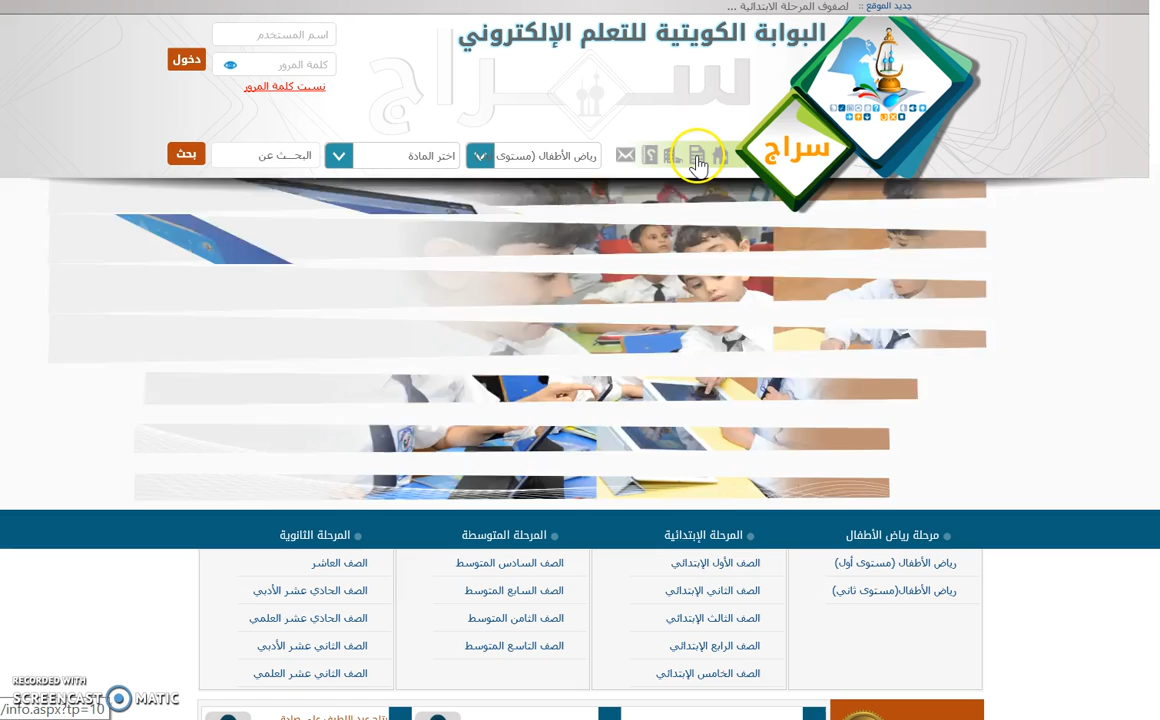 جديد الموقع :: لصفوف المرحلة الابتدائية ...
البوابة الكويتية للتعلم الإلكتروني
ســـراج
سراج
اسم المستخدم
كلمة المرور
دخول
نسيت كلمة المرور
رياض الأطفال (مستوى
اختر المادة
البحـــث عن
بحث
مرحلة رياض الأطفال
رياض الأطفال (مستوى أول)
رياض الأطفال(مستوى ثاني)
المرحلة الإبتدائية
الصف الأول الإبتدائي
الصف الثاني الإبتدائي
الصف الثالث الإبتدائي
الصف الرابع الإبتدائي
الصف الخامس الإبتدائي
المرحلة المتوسطة
الصف السادس المتوسط
الصف السابع المتوسط
الصف الثامن المتوسط
الصف التاسع المتوسط
المرحلة الثانوية
الصف العاشر
الصف الحادي عشر الأدبي
الصف الحادي عشر العلمي
الصف الثاني عشر الأدبي
الصف الثاني عشر العلمي
RECORDED WITH
SCREENCAST MATIC
/info.aspx?tp=10